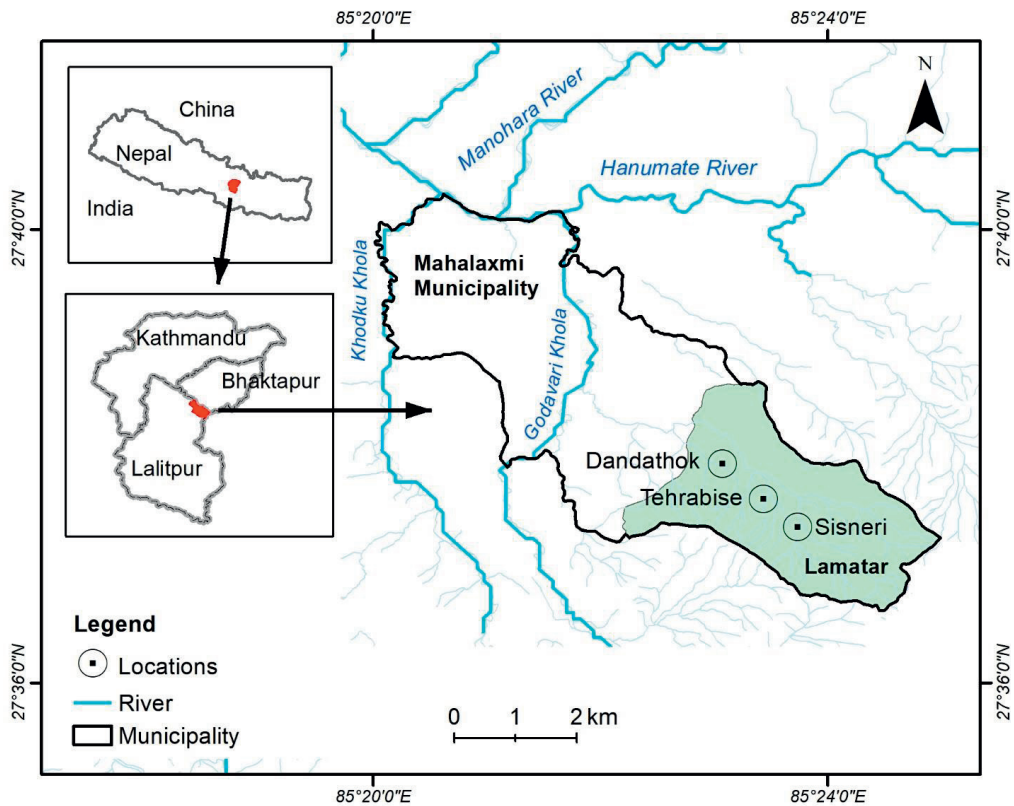 85°20'0"E
85°24'0"E
N
China
Nepal
India
Manohara River
Hanumate River
27°40'0"N
27°40'0"N
Mahalaxmi
Municipality
Khodku Khola
Godavari Khola
Kathmandu
Bhaktapur
Lalitpur
Dandathok
Tehrabise
Sisneri
Lamatar
Legend
Locations
River
Municipality
0 1 2 km
27°36'0"N
27°36'0"N
85°20'0"E
85°24'0"E